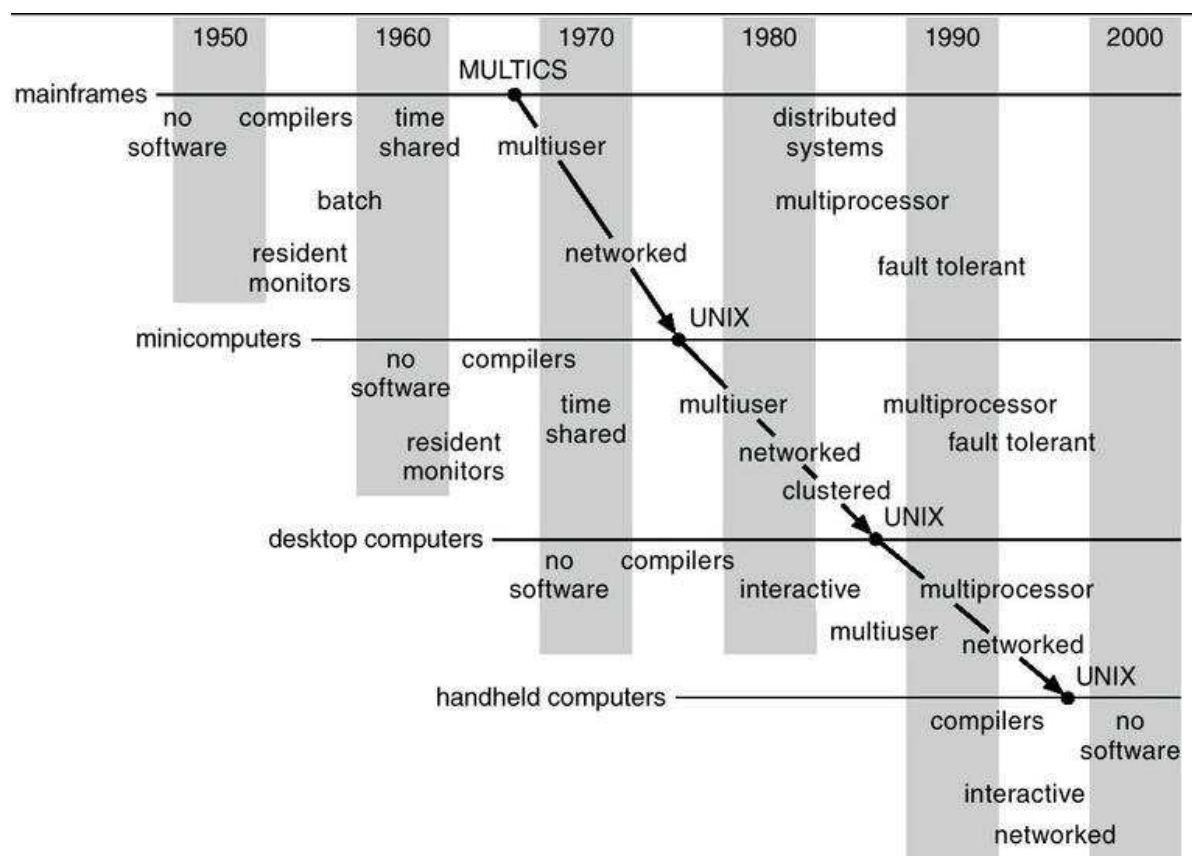 1950 1960 1970 1980 1990 2000
MULTICS
mainframes
no compilers time distributed
software shared multiuser systems
batch multiprocessor
resident networked fault tolerant
monitors
UNIX
minicomputers
no compilers
software
time multiuser multiprocessor
shared
resident networked fault tolerant
monitors
clustered
UNIX
desktop computers
no compilers
software interactive multiprocessor
multiuser networked
UNIX
handheld computers
compilers no
software
interactive
networked